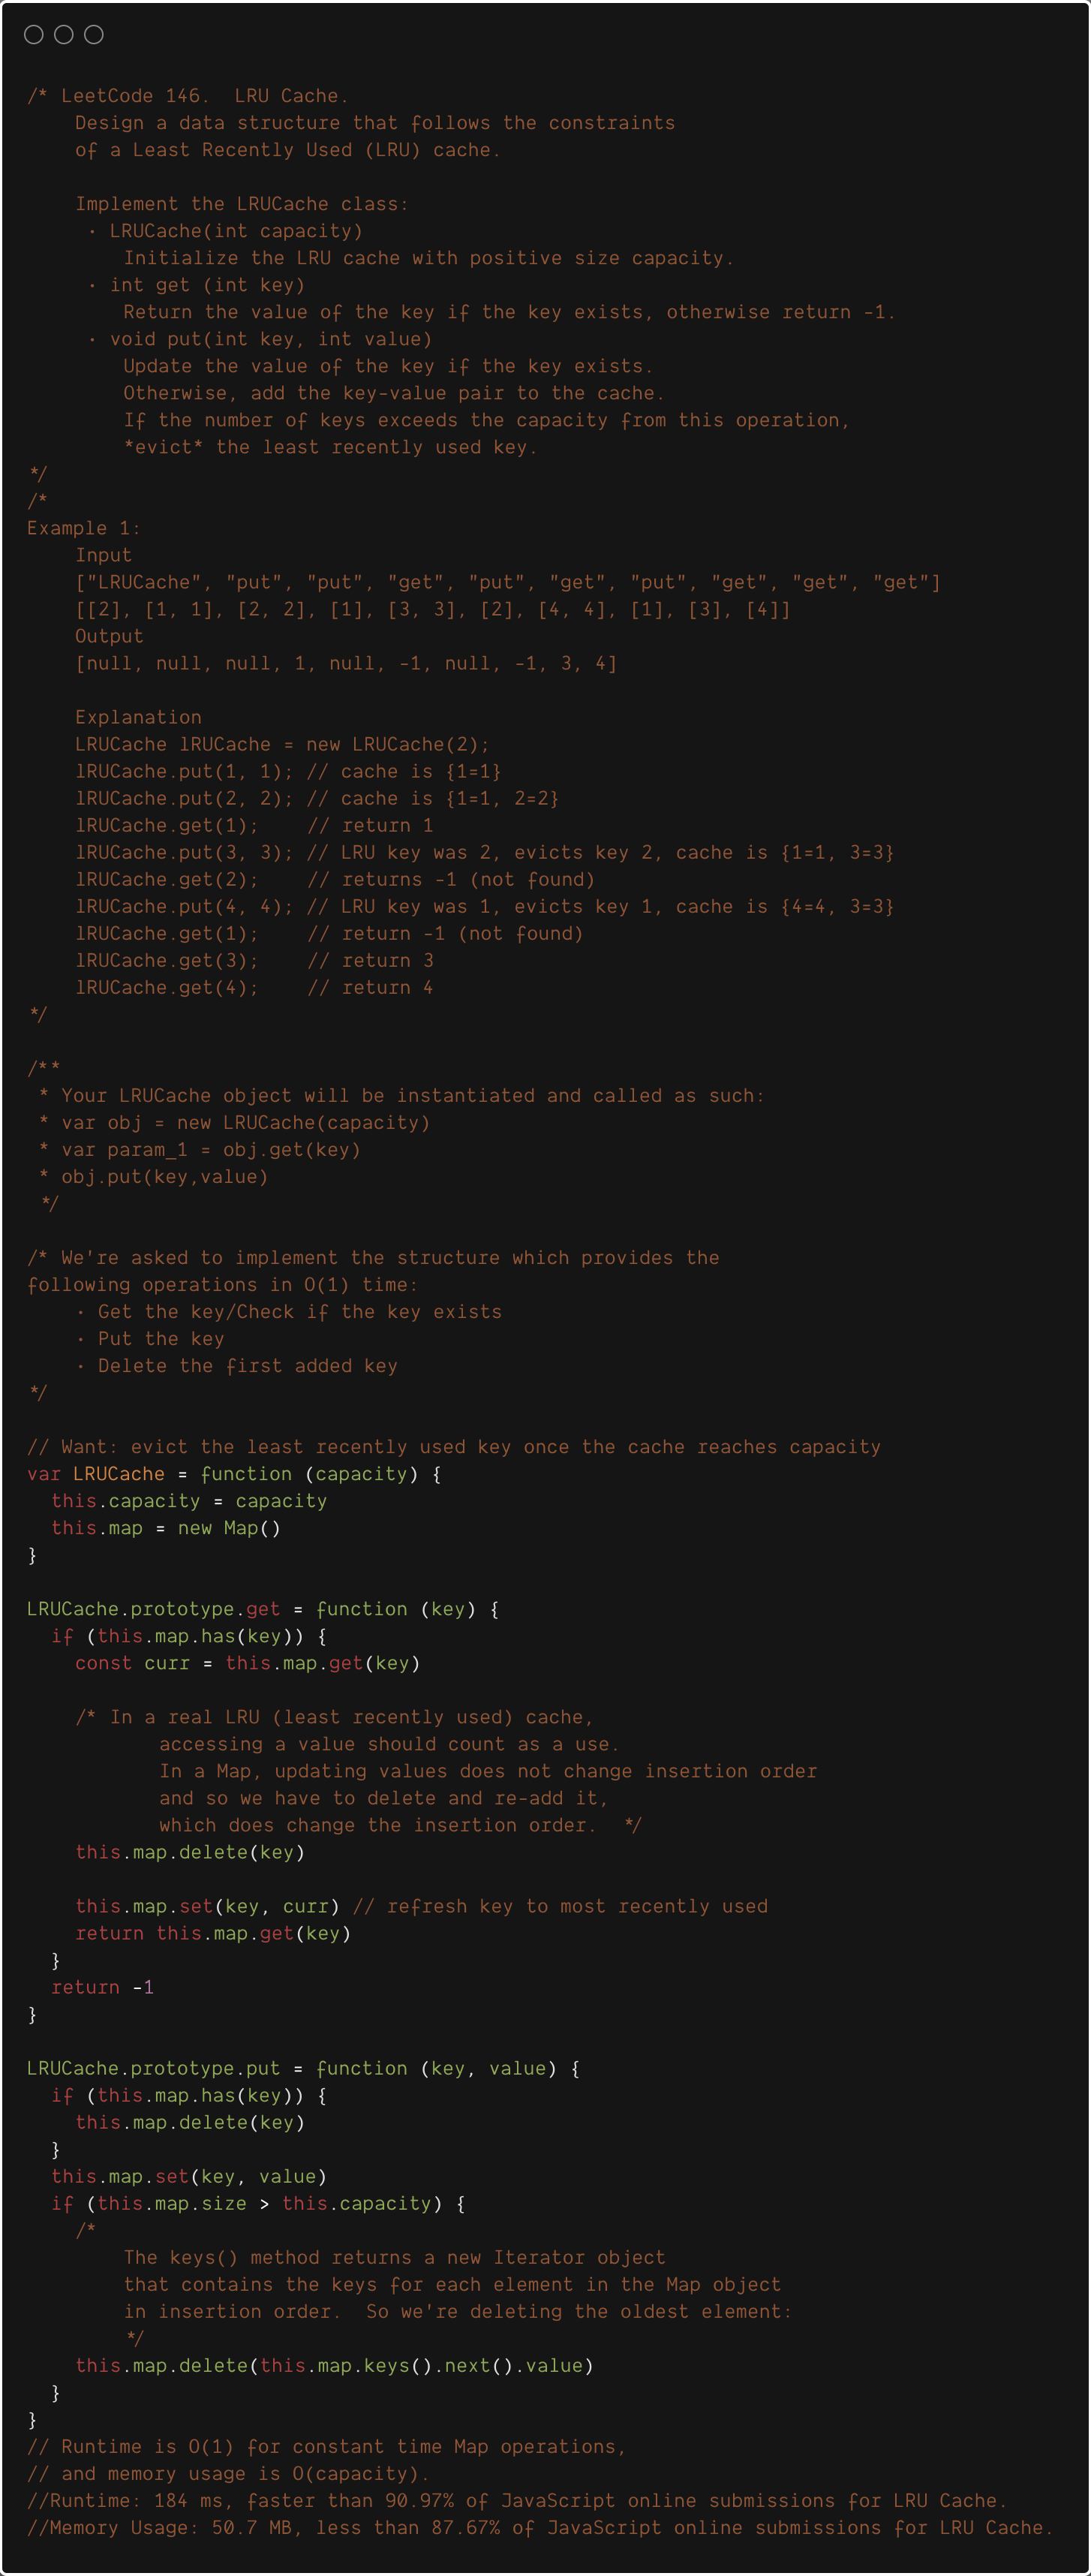 /* LeetCode 146.  LRU Cache.
    Design a data structure that follows the constraints
    of a Least Recently Used (LRU) cache.

    Implement the LRUCache class:
     · LRUCache(int capacity)
        Initialize the LRU cache with positive size capacity.
     · int get (int key)
        Return the value of the key if the key exists, otherwise return -1.
     · void put(int key, int value)
        Update the value of the key if the key exists.
        Otherwise, add the key-value pair to the cache.
        If the number of keys exceeds the capacity from this operation,
        *evict* the least recently used key.
*/
/*
Example 1:
    Input
    ["LRUCache", "put", "put", "get", "put", "get", "put", "get", "get", "get"]
    [[2], [1, 1], [2, 2], [1], [3, 3], [2], [4, 4], [1], [3], [4]]
    Output
    [null, null, null, 1, null, -1, null, -1, 3, 4]

    Explanation
    LRUCache lRUCache = new LRUCache(2);
    lRUCache.put(1, 1); // cache is {1=1}
    lRUCache.put(2, 2); // cache is {1=1, 2=2}
    lRUCache.get(1);    // return 1
    lRUCache.put(3, 3); // LRU key was 2, evicts key 2, cache is {1=1, 3=3}
    lRUCache.get(2);    // returns -1 (not found)
    lRUCache.put(4, 4); // LRU key was 1, evicts key 1, cache is {4=4, 3=3}
    lRUCache.get(1);    // return -1 (not found)
    lRUCache.get(3);    // return 3
    lRUCache.get(4);    // return 4
*/

/**
 * Your LRUCache object will be instantiated and called as such:
 * var obj = new LRUCache(capacity)
 * var param_1 = obj.get(key)
 * obj.put(key,value)
 */

/* We're asked to implement the structure which provides the
following operations in O(1) time:
    · Get the key/Check if the key exists
    · Put the key
    · Delete the first added key
*/

// Want: evict the least recently used key once the cache reaches capacity
var LRUCache = function (capacity) {
  this.capacity = capacity
  this.map = new Map()
}

LRUCache.prototype.get = function (key) {
  if (this.map.has(key)) {
    const curr = this.map.get(key)

    /* In a real LRU (least recently used) cache,
           accessing a value should count as a use.
           In a Map, updating values does not change insertion order
           and so we have to delete and re-add it,
           which does change the insertion order.  */
    this.map.delete(key)

    this.map.set(key, curr) // refresh key to most recently used
    return this.map.get(key)
  }
  return -1
}

LRUCache.prototype.put = function (key, value) {
  if (this.map.has(key)) {
    this.map.delete(key)
  }
  this.map.set(key, value)
  if (this.map.size > this.capacity) {
    /*
        The keys() method returns a new Iterator object
        that contains the keys for each element in the Map object
        in insertion order.  So we're deleting the oldest element:
        */
    this.map.delete(this.map.keys().next().value)
  }
}
// Runtime is O(1) for constant time Map operations,
// and memory usage is O(capacity).
//Runtime: 184 ms, faster than 90.97% of JavaScript online submissions for LRU Cache.
//Memory Usage: 50.7 MB, less than 87.67% of JavaScript online submissions for LRU Cache.